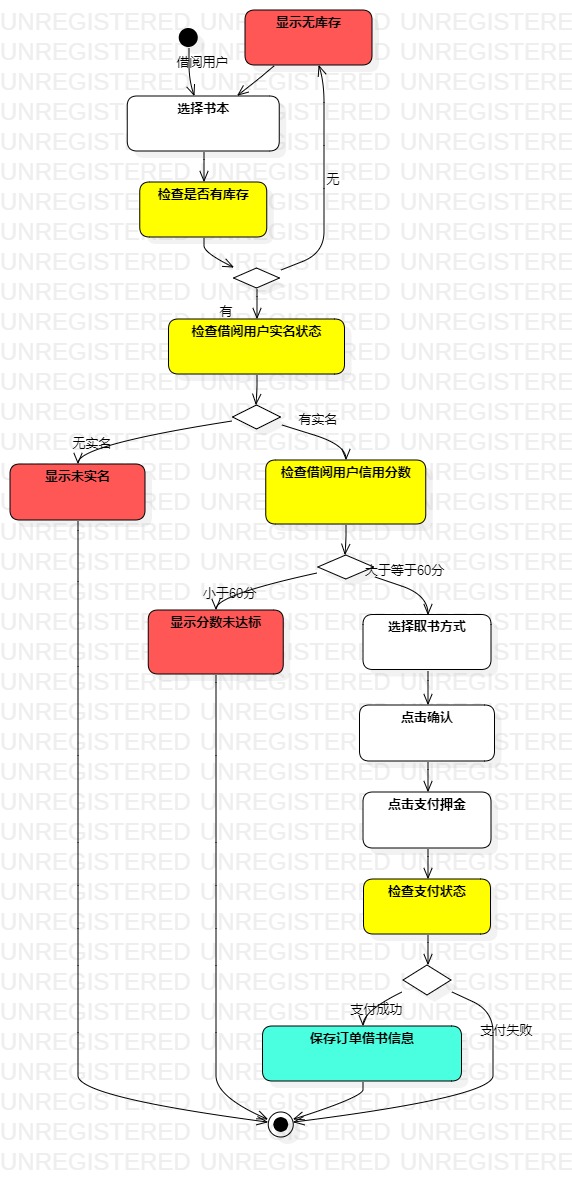 显示无库存
借阅用户
选择书本
无
检查是否有库存
有
检查借阅用户实名状态
有实名
无实名
检查借阅用户信用分数
显示未实名
大于等于60分
小于60分
显示分数未达标
选择取书方式
点击确认
点击支付押金
检查支付状态
支付成功
支付失败
保存订单借书信息
UNREGISTERED